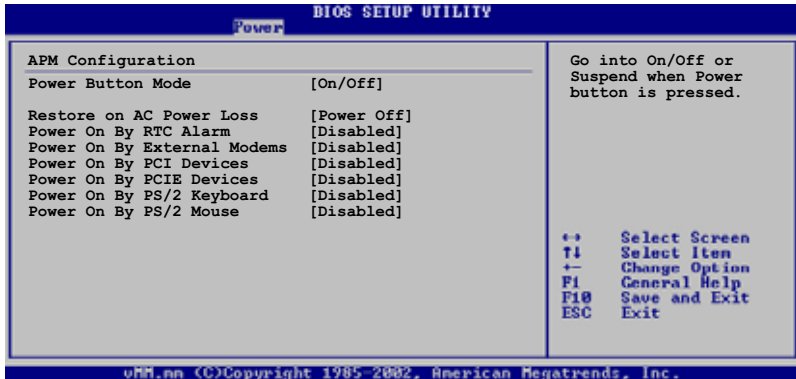 BIOS SETUP UTILITY
Power
APM Configuration
Power Button Mode [On/Off]
Restore on AC Power Loss [Power Off]
Power On By RTC Alarm [Disabled]
Power On By External Modems [Disabled]
Power On By PCI Devices [Disabled]
Power On By PCIE Devices [Disabled]
Power On By PS/2 Keyboard [Disabled]
Power On By PS/2 Mouse [Disabled]
Go into On/Off or
Suspend when Power
button is pressed.
↔ Select Screen
↑↓ Select Item
+- Change Option
F1 General Help
F10 Save and Exit
ESC Exit
vMM.mm (C)Copyright 1985-2002, American Megatrends, Inc.